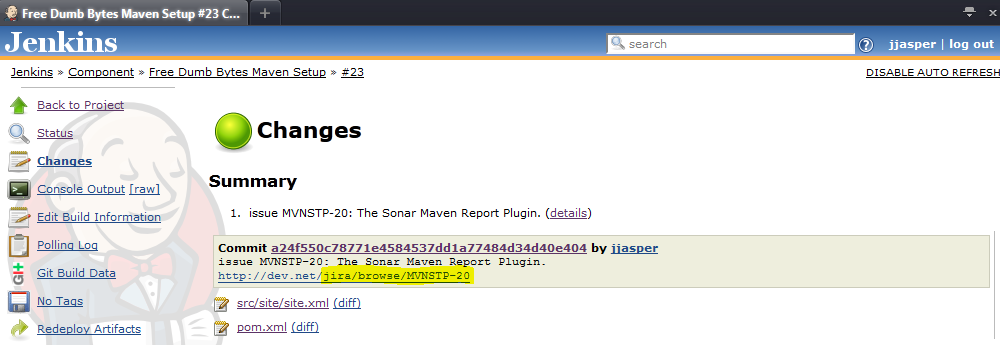 Free Dumb Bytes Maven Setup #23 C...
Jenkins
search
jjasper | log out
Jenkins » Component » Free Dumb Bytes Maven Setup » #23
DISABLE AUTO REFRESH
Back to Project
Status
Changes
Console Output [raw]
Edit Build Information
Polling Log
Git Build Data
No Tags
Redeploy Artifacts
Changes
Summary
1. issue MVNSTP-20: The Sonar Maven Report Plugin. (details)
Commit a24f550c78771e4584537dd1a77484d34d40e404 by jjasper
issue MVNSTP-20: The Sonar Maven Report Plugin.
http://dev.net/jira/browse/MVNSTP-20
src/site/site.xml (diff)
pom.xml (diff)